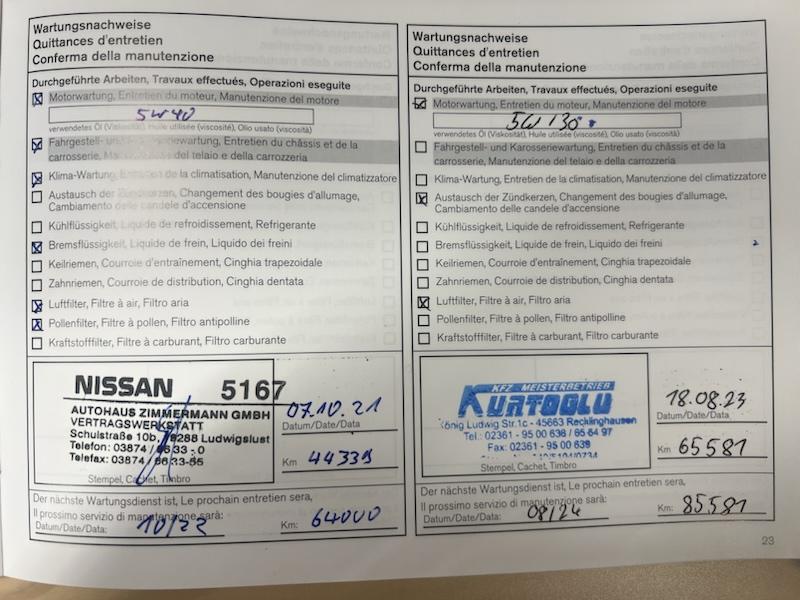 Wartungsnachweise
Quittances d'entretien
Conferma della manutenzione
Durchgeführte Arbeiten, Travaux effectués, Operazioni eseguite
Motorwartung, Entretien du moteur, Manutenzione del motore
5W40
verwendetes Öl (Viskosität), Huile utilisée (viscosité), Olio usato (viscosità)
Fahrgestell- und Karosseriewartung, Entretien du châssis et de la
carrosserie, Manutenzione del telaio e della carrozzeria
Klima-Wartung, Entretien de la climatisation, Manutenzione del climatizzatore
Austausch der Zündkerzen, Changement des bougies d'allumage,
Cambiamento delle candele d'accensione
Kühlflüssigkeit, Liquide de refroidissement, Refrigerante
Bremsflüssigkeit, Liquide de frein, Liquido dei freini
Keilriemen, Courroie d'entraînement, Cinghia trapezoidale
Zahnriemen, Courroie de distribution, Cinghia dentata
Luftfilter, Filtre à air, Filtro aria
Pollenfilter, Filtre à pollen, Filtro antipolline
Kraftstofffilter, Filtre à carburant, Filtro carburante
NISSAN 5167
AUTOHAUS ZIMMERMANN GMBH
VERTRAGSWERKSTATT
Schulstraße 10b, 19288 Ludwigslust
Telefon: 03874 / 66 33 - 0
Telefax: 03874 / 66 33-55
Stempel, Cachet, Timbro
07.10.21
Datum/Date/Data:
Km 44339
Der nächste Wartungsdienst ist, Le prochain entretien sera,
Il prossimo servizio di manutenzione sarà:
Datum/Date/Data: 10/22 Km: 64000
Wartungsnachweise
Quittances d'entretien
Conferma della manutenzione
Durchgeführte Arbeiten, Travaux effectués, Operazioni eseguite
Motorwartung, Entretien du moteur, Manutenzione del motore
5W130
verwendetes Öl (Viskosität), Huile utilisée (viscosité), Olio usato (viscosità)
Fahrgestell- und Karosseriewartung, Entretien du châssis et de la
carrosserie, Manutenzione del telaio e della carrozzeria
Klima-Wartung, Entretien de la climatisation, Manutenzione del climatizzatore
Austausch der Zündkerzen, Changement des bougies d'allumage,
Cambiamento delle candele d'accensione
Kühlflüssigkeit, Liquide de refroidissement, Refrigerante
Bremsflüssigkeit, Liquide de frein, Liquido dei freini
Keilriemen, Courroie d'entraînement, Cinghia trapezoidale
Zahnriemen, Courroie de distribution, Cinghia dentata
Luftfilter, Filtre à air, Filtro aria
Pollenfilter, Filtre à pollen, Filtro antipolline
Kraftstofffilter, Filtre à carburant, Filtro carburante
KFZ MEISTERBETRIEB
KURTOGLU
König Ludwig Str.1c - 45663 Recklinghausen
Tel.: 02361 - 95 00 638 / 65 64 97
Fax: 02361 - 95 00 639
Stempel, Cachet, Timbro
18.08.23
Datum/Date/Data:
Km 65581
Der nächste Wartungsdienst ist, Le prochain entretien sera,
Il prossimo servizio di manutenzione sarà:
Datum/Date/Data: 08/24 Km: 85581
23